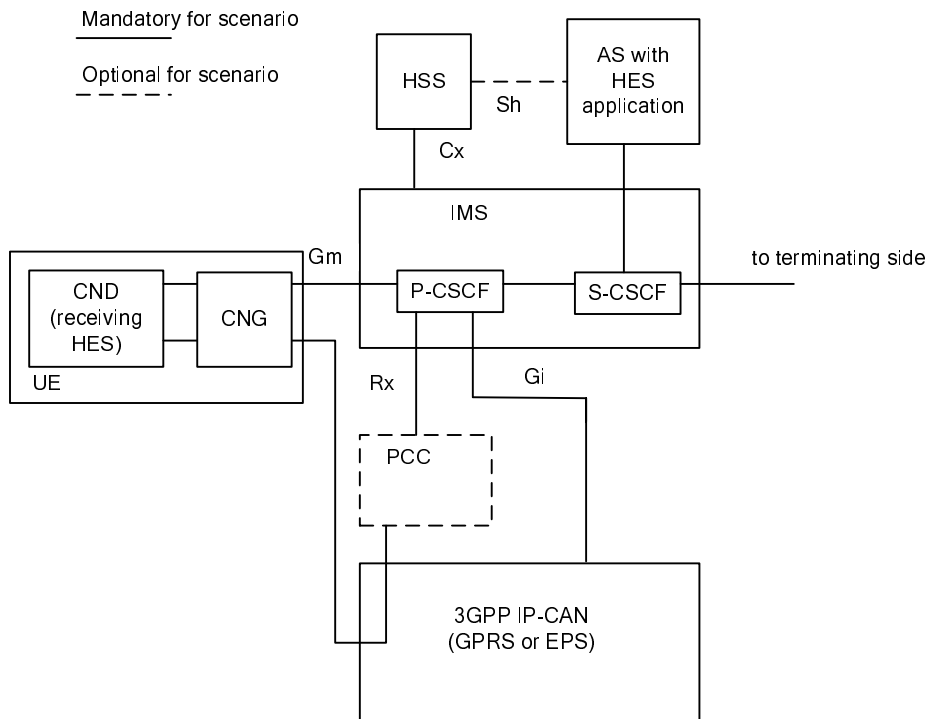 Mandatory for scenario
Optional for scenario
HSS
Sh
AS with
HES
application
Cx
IMS
Gm
to terminating side
CND
(receiving
HES)
CNG
P-CSCF
S-CSCF
UE
Rx
Gi
PCC
3GPP IP-CAN
(GPRS or EPS)